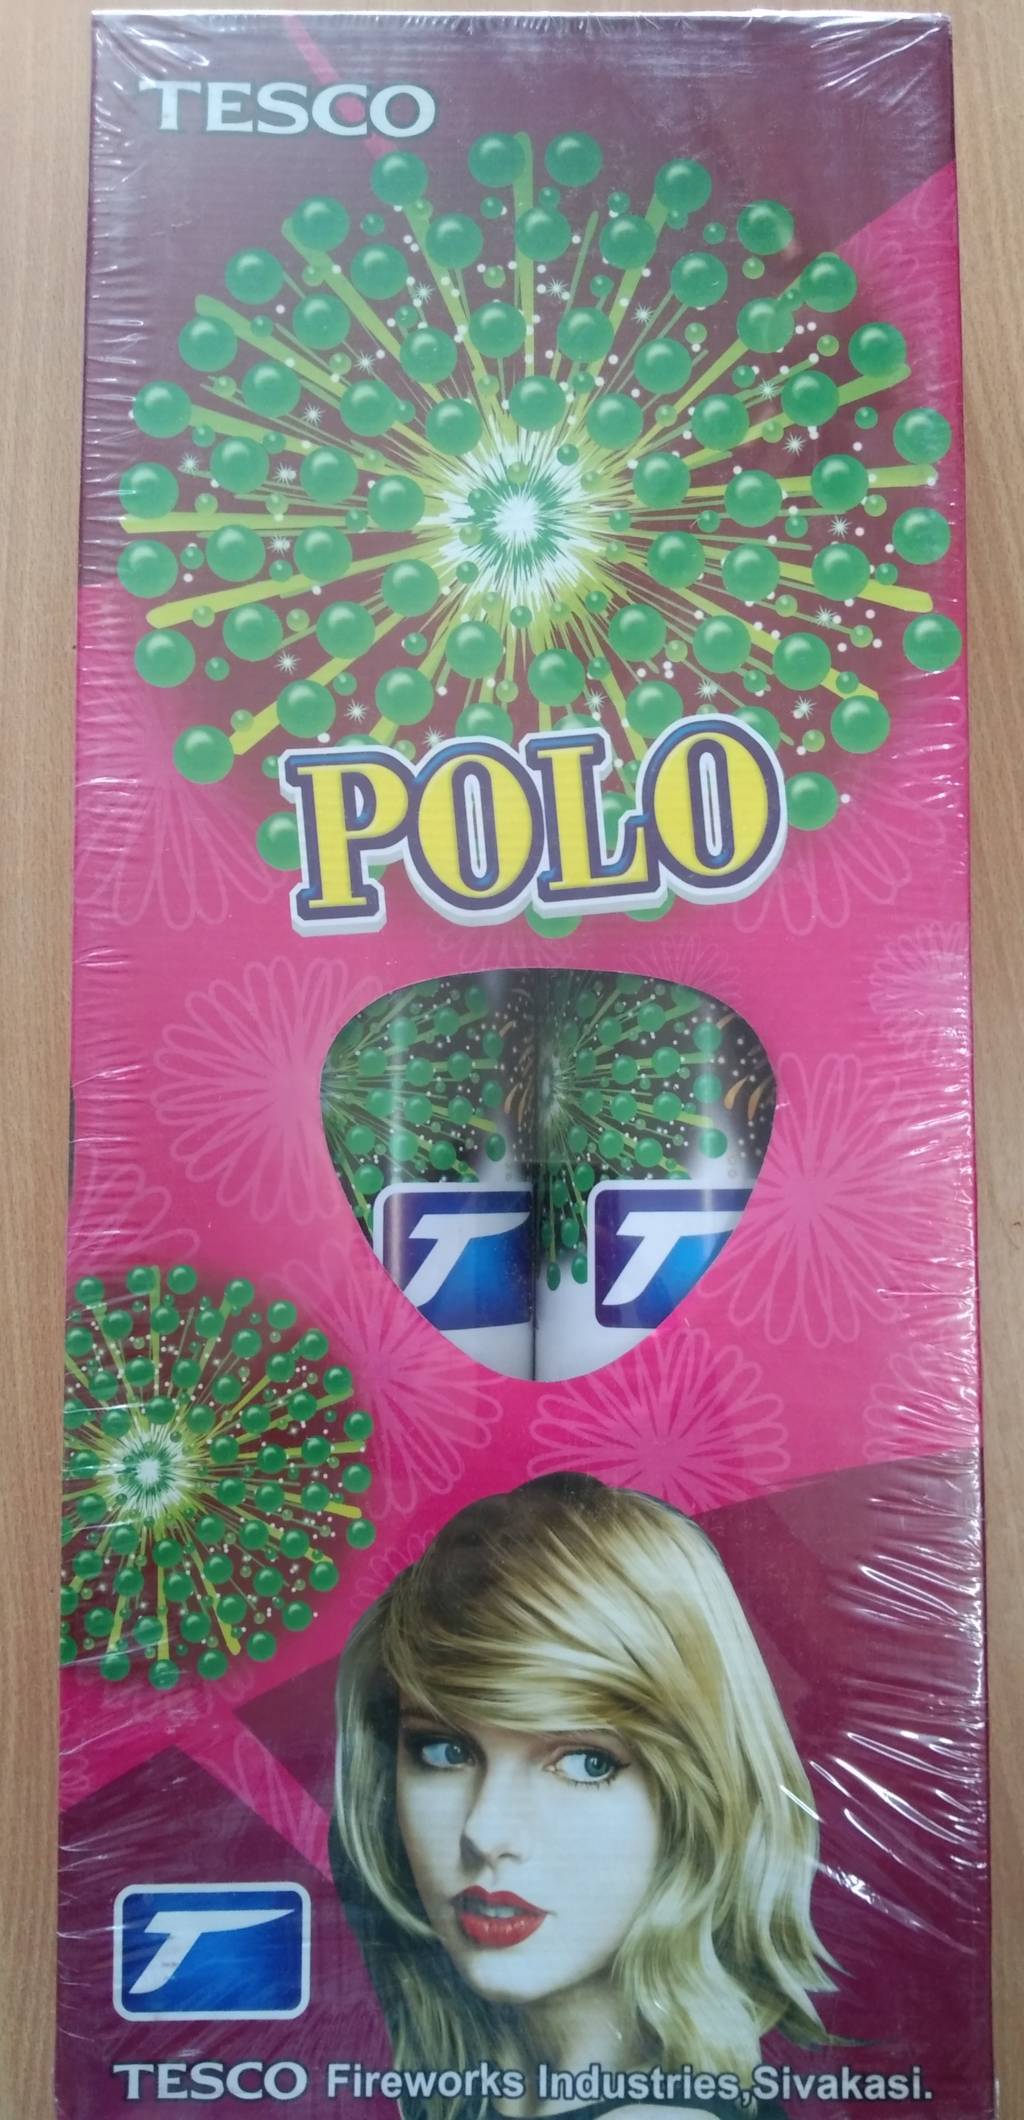 TESCO
POLO
T T
T
TESCO Fireworks Industries,Sivakasi.